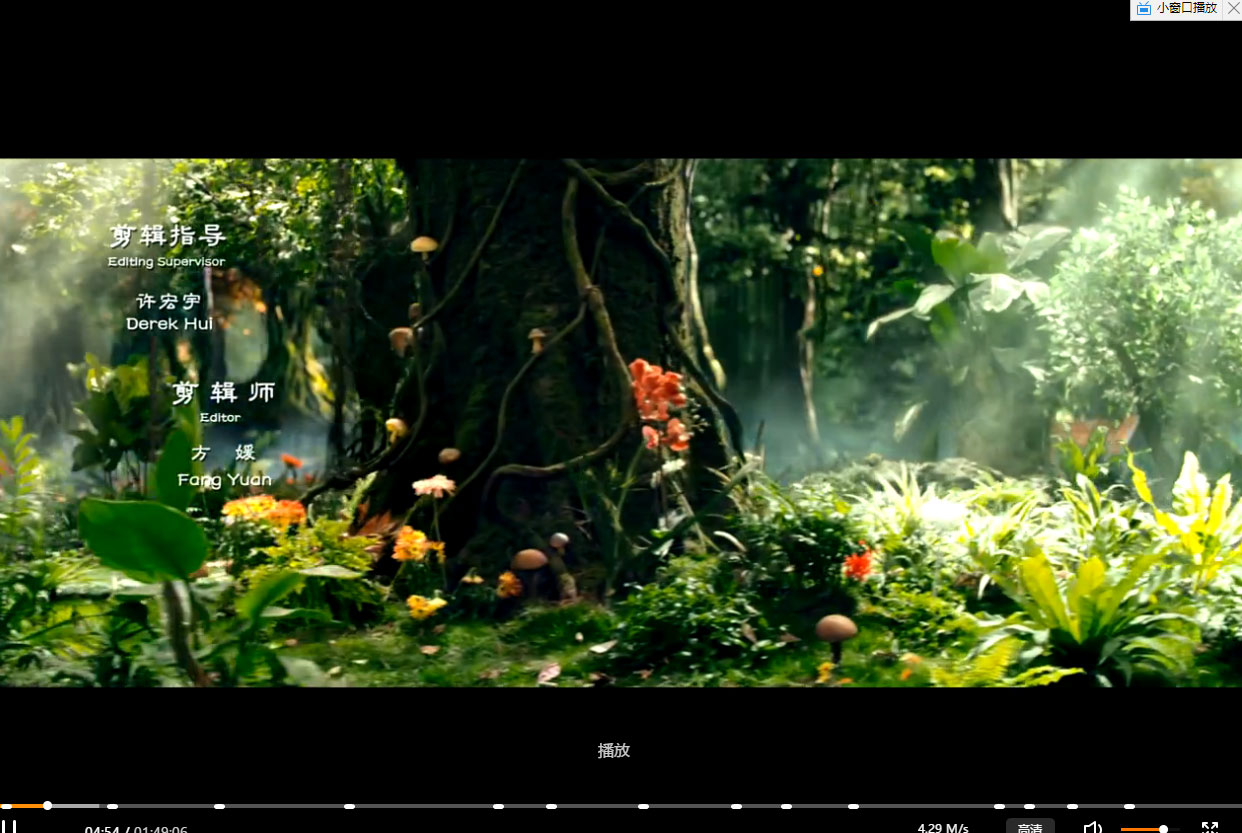 小窗口播放
剪辑指导
Editing Supervisor
许宏宇
Derek Hui
剪辑师
Editor
方媛
Fang Yuan
播放
04:54 / 01:49:06
4.29 M/s
高清